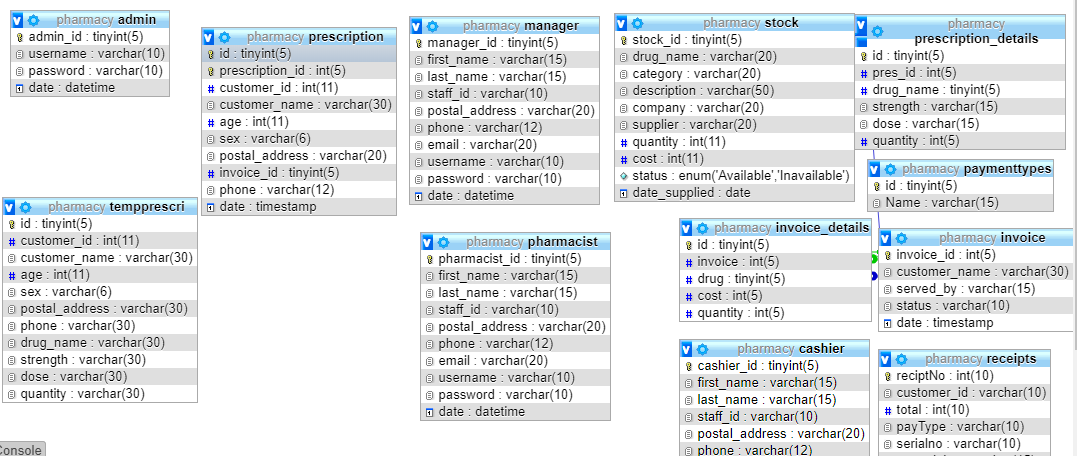 pharmacy admin
admin_id : tinyint(5)
username : varchar(10)
password : varchar(10)
date : datetime
pharmacy prescription
id : tinyint(5)
prescription_id : int(5)
customer_id : int(11)
customer_name : varchar(30)
age : int(11)
sex : varchar(6)
postal_address : varchar(20)
invoice_id : tinyint(5)
phone : varchar(12)
date : timestamp
pharmacy manager
manager_id : tinyint(5)
first_name : varchar(15)
last_name : varchar(15)
staff_id : varchar(10)
postal_address : varchar(20)
phone : varchar(12)
email : varchar(20)
username : varchar(10)
password : varchar(10)
date : datetime
pharmacy stock
stock_id : tinyint(5)
drug_name : varchar(20)
category : varchar(20)
description : varchar(50)
company : varchar(20)
supplier : varchar(20)
quantity : int(11)
cost : int(11)
status : enum('Available','Inavailable')
date_supplied : date
pharmacy
prescription_details
id : tinyint(5)
pres_id : int(5)
drug_name : tinyint(5)
strength : varchar(15)
dose : varchar(15)
quantity : int(5)
pharmacy paymenttypes
id : tinyint(5)
Name : varchar(15)
pharmacy tempprescri
id : tinyint(5)
customer_id : int(11)
customer_name : varchar(30)
age : int(11)
sex : varchar(6)
postal_address : varchar(30)
phone : varchar(30)
drug_name : varchar(30)
strength : varchar(30)
dose : varchar(30)
quantity : varchar(30)
pharmacy pharmacist
pharmacist_id : tinyint(5)
first_name : varchar(15)
last_name : varchar(15)
staff_id : varchar(10)
postal_address : varchar(20)
phone : varchar(12)
email : varchar(20)
username : varchar(10)
password : varchar(10)
date : datetime
pharmacy invoice_details
id : tinyint(5)
invoice : int(5)
drug : tinyint(5)
cost : int(5)
quantity : int(5)
pharmacy invoice
invoice_id : int(5)
customer_name : varchar(30)
served_by : varchar(15)
status : varchar(10)
date : timestamp
pharmacy cashier
cashier_id : tinyint(5)
first_name : varchar(15)
last_name : varchar(15)
staff_id : varchar(10)
postal_address : varchar(20)
phone : varchar(12)
pharmacy receipts
reciptNo : int(10)
customer_id : varchar(10)
total : int(10)
payType : varchar(10)
serialno : varchar(10)
Console